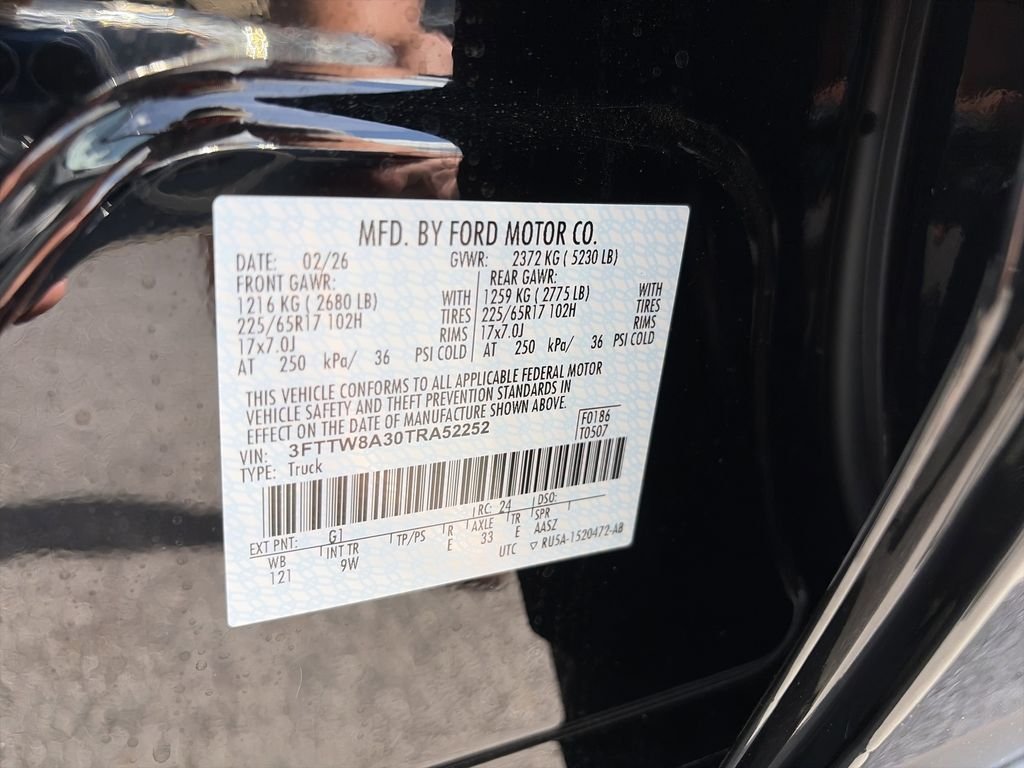 MFD. BY FORD MOTOR CO.
DATE: 02/26 GVWR: 2372 KG ( 5230 LB)
FRONT GAWR: REAR GAWR:
1216 KG ( 2680 LB) WITH 1259 KG ( 2775 LB) WITH
225/65R17 102H TIRES 225/65R17 102H TIRES
17x7.0J RIMS 17x7.0J RIMS
AT 250 kPa/ 36 PSI COLD AT 250 kPa/ 36 PSI COLD
THIS VEHICLE CONFORMS TO ALL APPLICABLE FEDERAL MOTOR
VEHICLE SAFETY AND THEFT PREVENTION STANDARDS IN
EFFECT ON THE DATE OF MANUFACTURE SHOWN ABOVE.
VIN: 3FTTW8A30TRA52252 F0186
TYPE: Truck T0507
EXT PNT: G1 RC: 24 DSO:
WB INT TR TP/PS R AXLE TR SPR
121 9W E 33 E AASZ
UTC ▽ RU5A-1520472-AB